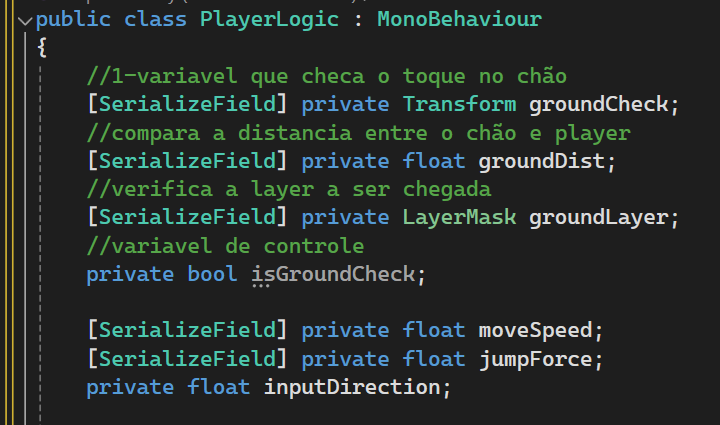 public class PlayerLogic : MonoBehaviour
{
//1-variavel que checa o toque no chão
[SerializeField] private Transform groundCheck;
//compara a distancia entre o chão e player
[SerializeField] private float groundDist;
//verifica a layer a ser chegada
[SerializeField] private LayerMask groundLayer;
//variavel de controle
private bool isGroundCheck;
[SerializeField] private float moveSpeed;
[SerializeField] private float jumpForce;
private float inputDirection;